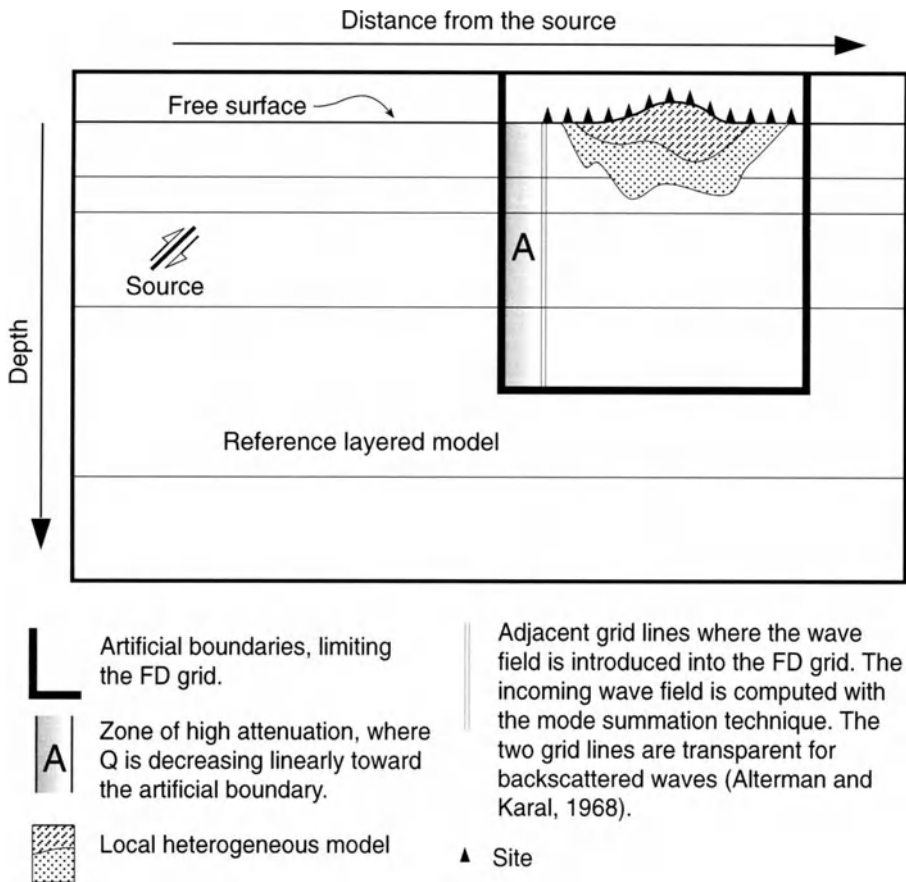 Distance from the source
Free surface
A
Source
Depth
Reference layered model
Artificial boundaries, limiting
the FD grid.
A
Zone of high attenuation, where
Q is decreasing linearly toward
the artificial boundary.
Local heterogeneous model
Adjacent grid lines where the wave
field is introduced into the FD grid. The
incoming wave field is computed with
the mode summation technique. The
two grid lines are transparent for
backscattered waves (Alterman and
Karal, 1968).
Site